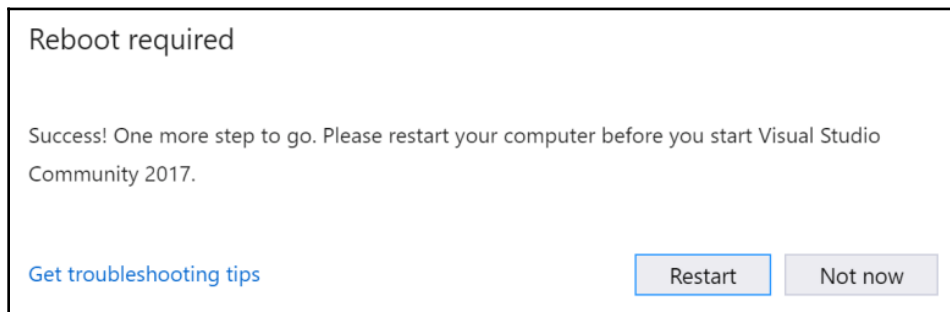 Reboot required
Success! One more step to go. Please restart your computer before you start Visual Studio
Community 2017.
Get troubleshooting tips
Restart
Not now